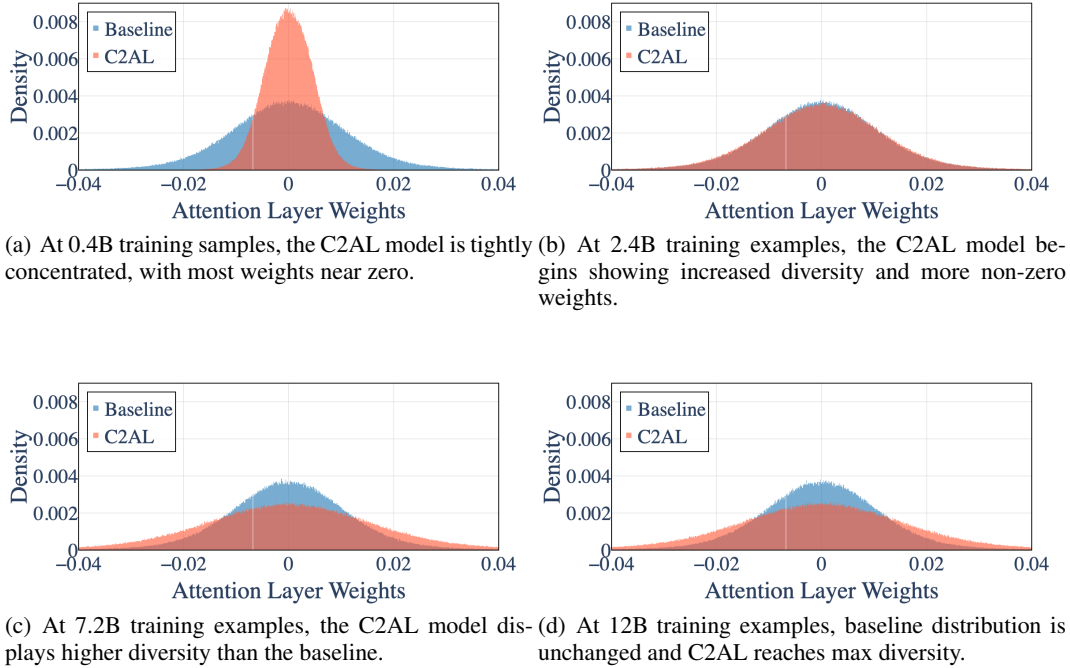 0.008
0.006
0.004
0.002
0
Density
Baseline
C2AL
−0.04
−0.02
0
0.02
0.04
Attention Layer Weights
(a) At 0.4B training samples, the C2AL model is tightly
concentrated, with most weights near zero.
0.008
0.006
0.004
0.002
0
Density
Baseline
C2AL
−0.04
−0.02
0
0.02
0.04
Attention Layer Weights
(b) At 2.4B training examples, the C2AL model be-
gins showing increased diversity and more non-zero
weights.
0.008
0.006
0.004
0.002
0
Density
Baseline
C2AL
−0.04
−0.02
0
0.02
0.04
Attention Layer Weights
(c) At 7.2B training examples, the C2AL model dis-
plays higher diversity than the baseline.
0.008
0.006
0.004
0.002
0
Density
Baseline
C2AL
−0.04
−0.02
0
0.02
0.04
Attention Layer Weights
(d) At 12B training examples, baseline distribution is
unchanged and C2AL reaches max diversity.